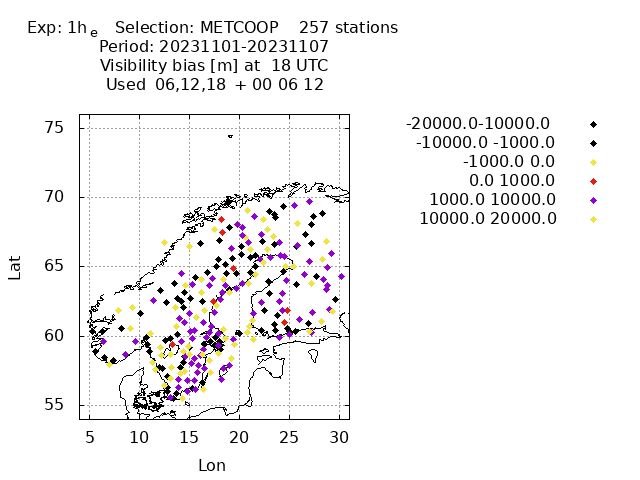 Exp: 1h e   Selection: METCOOP    257 stations
Period: 20231101-20231107
Visibility bias [m] at  18 UTC
Used  06,12,18  + 00 06 12
-20000.0-10000.0
-10000.0 -1000.0
-1000.0 0.0
0.0 1000.0
1000.0 10000.0
10000.0 20000.0
75
70
65
60
55
Lat
5 10 15 20 25 30
Lon